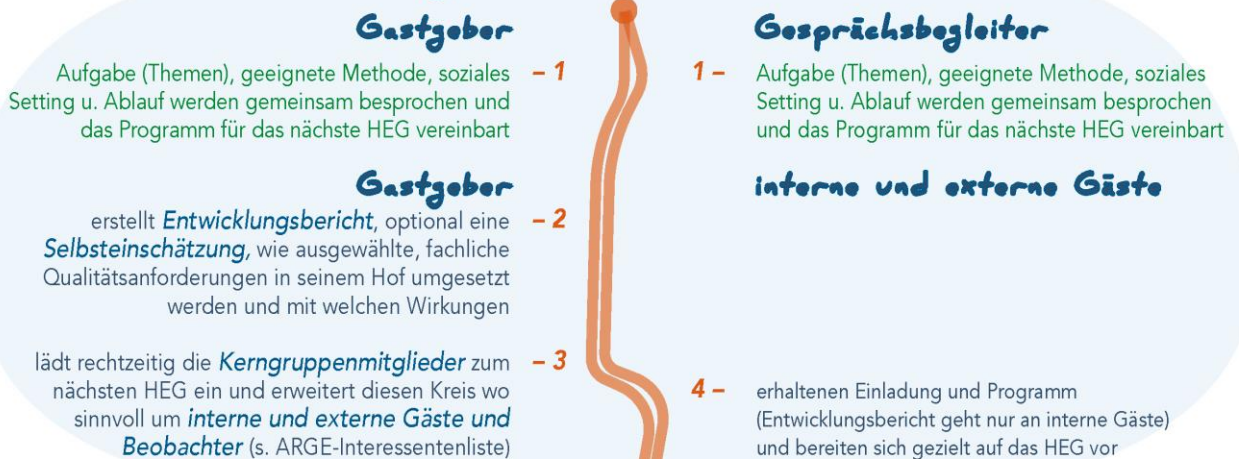 Gastgeber
Aufgabe (Themen), geeignete Methode, soziales – 1
Setting u. Ablauf werden gemeinsam besprochen und
das Programm für das nächste HEG vereinbart
Gesprächsbegleiter
1 – Aufgabe (Themen), geeignete Methode, soziales
Setting u. Ablauf werden gemeinsam besprochen
und das Programm für das nächste HEG vereinbart
Gastgeber
erstellt Entwicklungsbericht, optional eine – 2
Selbsteinschätzung, wie ausgewählte, fachliche
Qualitätsanforderungen in seinem Hof umgesetzt
werden und mit welchen Wirkungen
lädt rechtzeitig die Kerngruppenmitglieder zum – 3
nächsten HEG ein und erweitert diesen Kreis wo
sinnvoll um interne und externe Gäste und
Beobachter (s. ARGE-Interessentenliste)
interne und externe Gäste
4 – erhaltenen Einladung und Programm
(Entwicklungsbericht geht nur an interne Gäste)
und bereiten sich gezielt auf das HEG vor